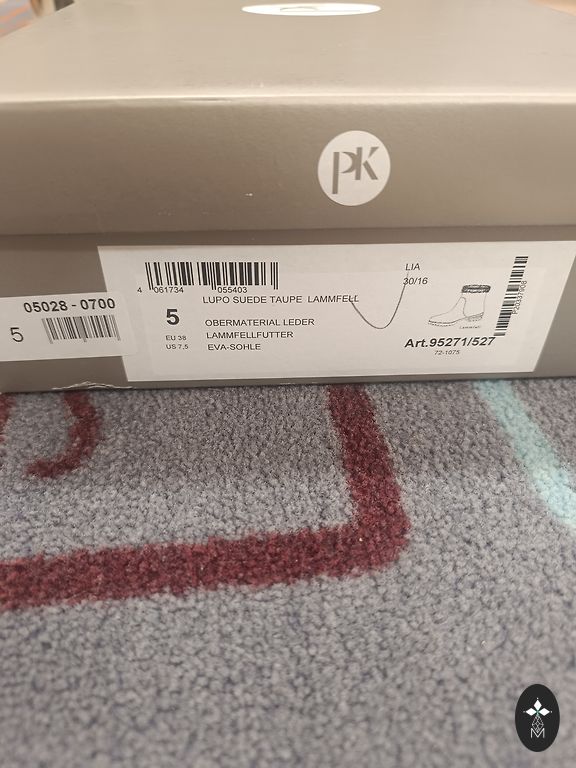 PK
LIA
30/16
4 061734 055403
LUPO SUEDE TAUPE LAMMFELL
5
OBERMATERIAL LEDER
EU 38
LAMMFELLFUTTER
US 7,5
EVA-SOHLE
Lammfell
Art.95271/527
72-1075
05028 - 0700
5
M